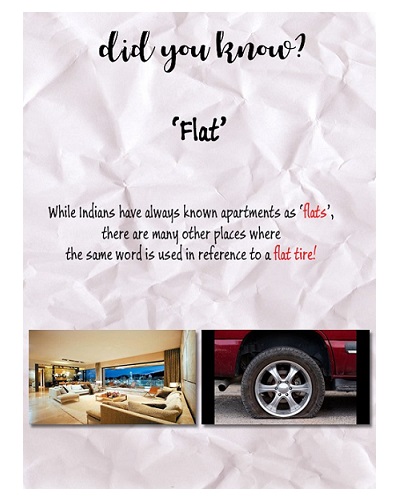 did you know?
‘Flat’
While Indians have always known apartments as ‘flats’,
there are many other places where
the same word is used in reference to a flat tire!